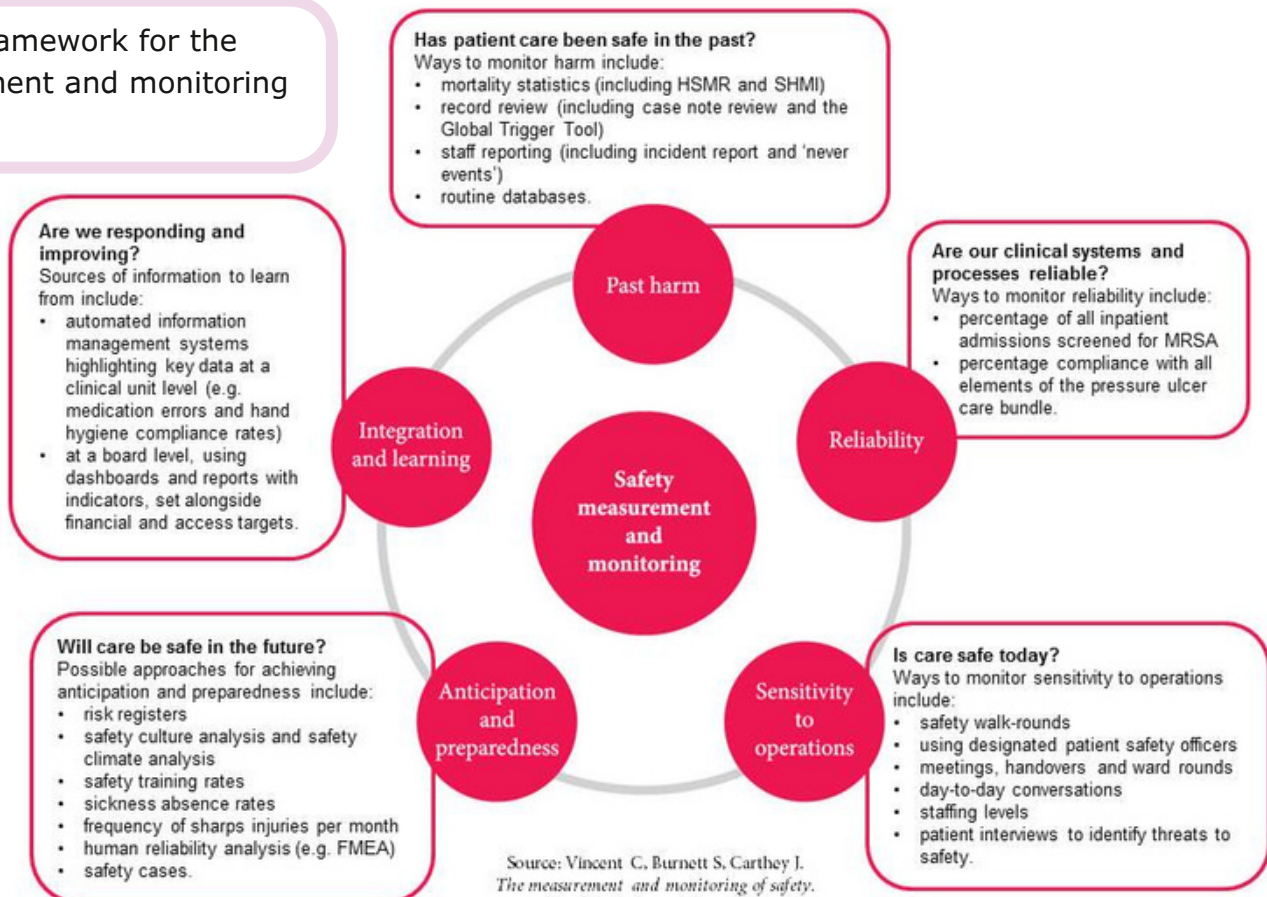 amework for the
ent and monitoring
Has patient care been safe in the past?
Ways to monitor harm include:
• mortality statistics (including HSMR and SHMI)
• record review (including case note review and the
Global Trigger Tool)
• staff reporting (including incident report and ‘never
events’)
• routine databases.
Past harm
Are we responding and
improving?
Sources of information to learn
from include:
• automated information
management systems
highlighting key data at a
clinical unit level (e.g.
medication errors and hand
hygiene compliance rates)
• at a board level, using
dashboards and reports with
indicators, set alongside
financial and access targets.
Integration
and learning
Are our clinical systems and
processes reliable?
Ways to monitor reliability include:
• percentage of all inpatient
admissions screened for MRSA
• percentage compliance with all
elements of the pressure ulcer
care bundle.
Reliability
Safety
measurement
and
monitoring
Will care be safe in the future?
Possible approaches for achieving
anticipation and preparedness include:
• risk registers
• safety culture analysis and safety
climate analysis
• safety training rates
• sickness absence rates
• frequency of sharps injuries per month
• human reliability analysis (e.g. FMEA)
• safety cases.
Anticipation
and
preparedness
Sensitivity
to
operations
Is care safe today?
Ways to monitor sensitivity to operations
include:
• safety walk-rounds
• using designated patient safety officers
• meetings, handovers and ward rounds
• day-to-day conversations
• staffing levels
• patient interviews to identify threats to
safety.
Source: Vincent C, Burnett S, Carthey J.
The measurement and monitoring of safety.